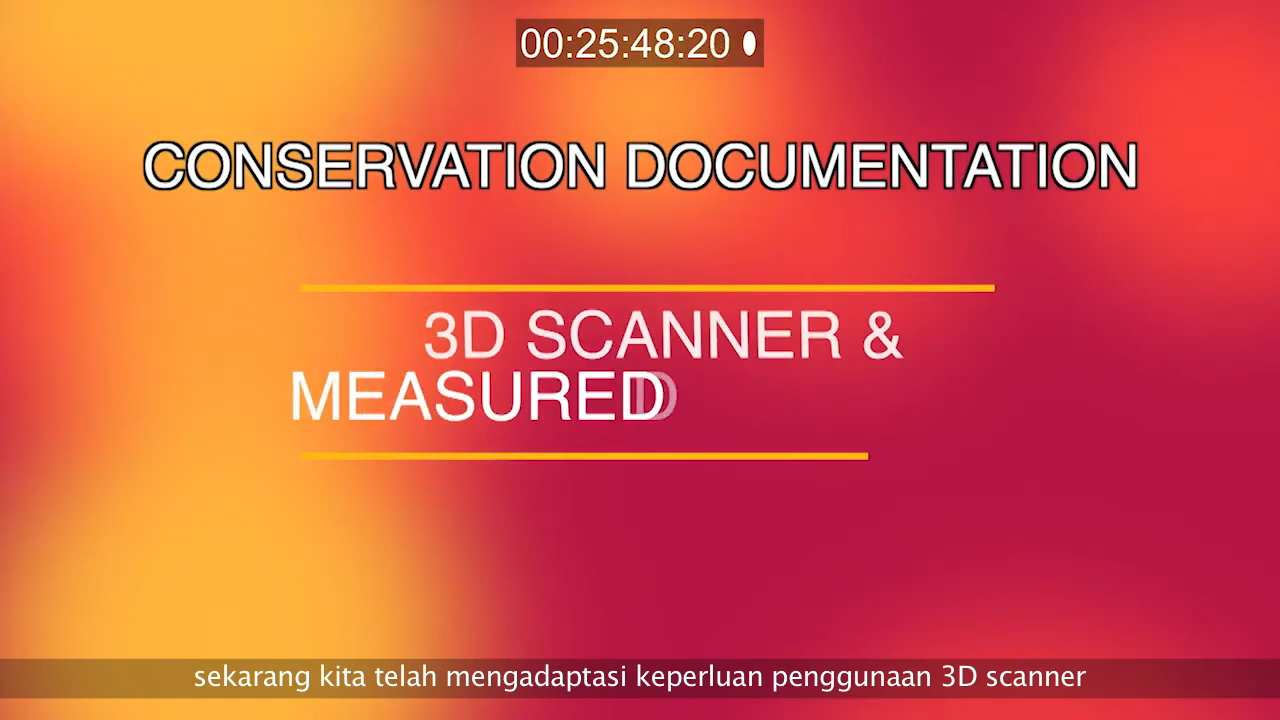 00:25:48:20
CONSERVATION DOCUMENTATION
3D SCANNER &
MEASURED
sekarang kita telah mengadaptasi keperluan penggunaan 3D scanner